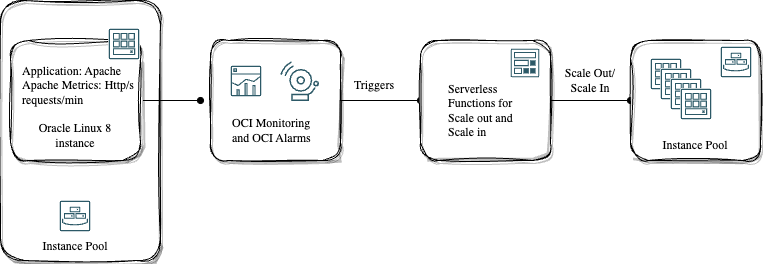 Application: Apache
Apache Metrics: Http/s
requests/min
Oracle Linux 8
instance
Instance Pool
OCI Monitoring
and OCI Alarms
Triggers
Serverless
Functions for
Scale out and
Scale in
Scale Out/
Scale In
Instance Pool